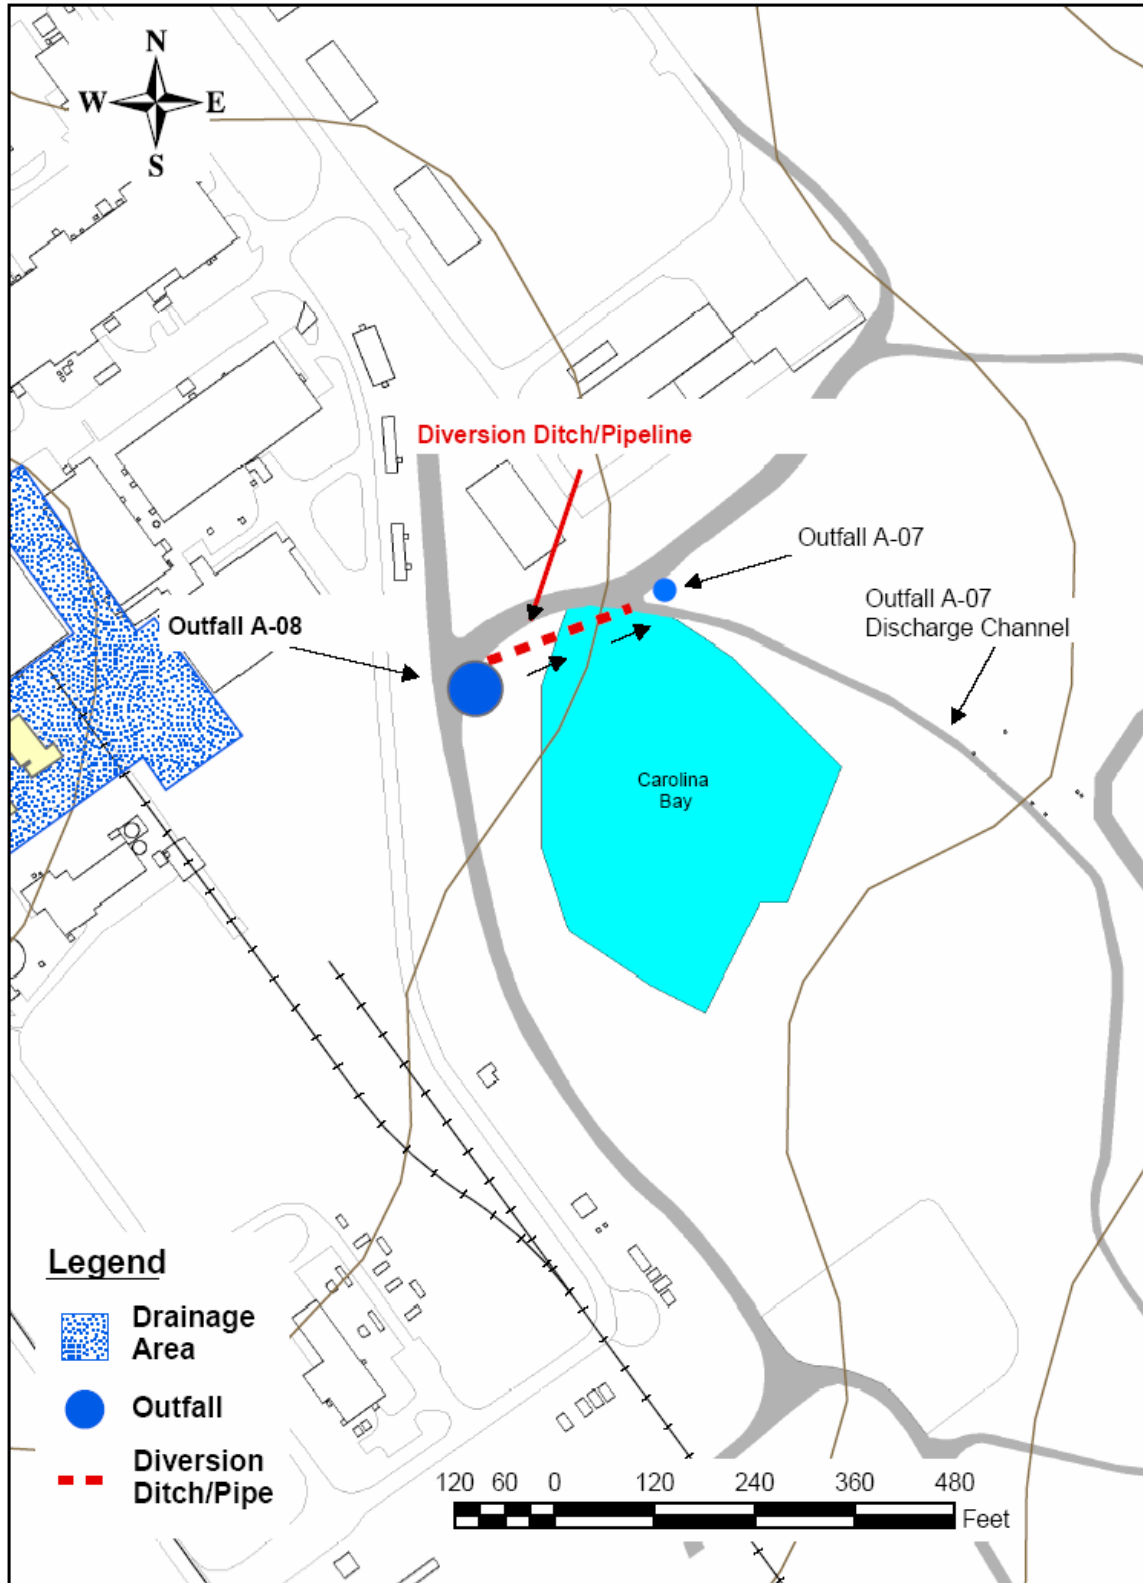 N
W E
S
Diversion Ditch/Pipeline
Outfall A-07
Outfall A-07
Discharge Channel
Outfall A-08
Carolina
Bay
Legend
Drainage
Area
Outfall
Diversion
Ditch/Pipe
120 60 0 120 240 360 480
Feet